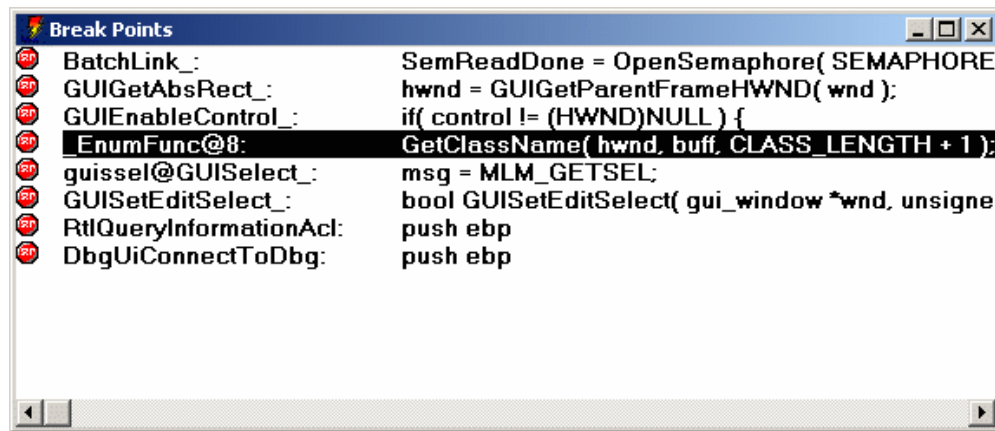 Break Points
BatchLink_: SemReadDone = OpenSemaphore( SEMAPHORE
GUIGetAbsRect_: hwnd = GUIGetParentFrameHWND( wnd );
GUIEnableControl_: if( control != (HWND)NULL ) {
_EnumFunc@8: GetClassName( hwnd, buff, CLASS_LENGTH + 1 );
guissel@GUISelect_: msg = MLM_GETSEL;
GUISetEditSelect_: bool GUISetEditSelect( gui_window *wnd, unsigne
RtlQueryInformationAcl: push ebp
DbgUiConnectToDbg: push ebp